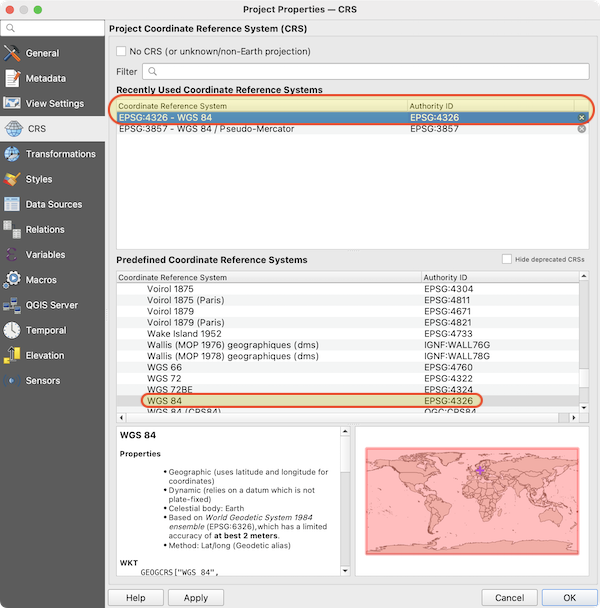 Project Properties — CRS
Project Coordinate Reference System (CRS)
General
Metadata
View Settings
CRS
Transformations
Styles
Data Sources
Relations
Variables
Macros
QGIS Server
Temporal
Elevation
Sensors
No CRS (or unknown/non-Earth projection)
Filter
Recently Used Coordinate Reference Systems
Coordinate Reference System Authority ID
EPSG:4326 - WGS 84 EPSG:4326
EPSG:3857 - WGS 84 / Pseudo-Mercator EPSG:3857
Predefined Coordinate Reference Systems Hide deprecated CRSs
Coordinate Reference System Authority ID
Voirol 1875 EPSG:4304
Voirol 1875 (Paris) EPSG:4811
Voirol 1879 EPSG:4671
Voirol 1879 (Paris) EPSG:4821
Wake Island 1952 EPSG:4733
Wallis (MOP 1976) geographiques (dms) IGNF:WALL76G
Wallis (MOP 1978) geographiques (dms) IGNF:WALL78G
WGS 66 EPSG:4760
WGS 72 EPSG:4322
WGS 72BE EPSG:4324
WGS 84 EPSG:4326
WGS 84 (CRS84) OGC:CRS84
WGS 84
Properties
• Geographic (uses latitude and longitude for
coordinates)
• Dynamic (relies on a datum which is not
plate-fixed)
• Celestial body: Earth
• Based on World Geodetic System 1984
ensemble (EPSG:6326), which has a limited
accuracy of at best 2 meters.
• Method: Lat/long (Geodetic alias)
WKT
GEOGCRS["WGS 84",
Help
Apply
Cancel
OK